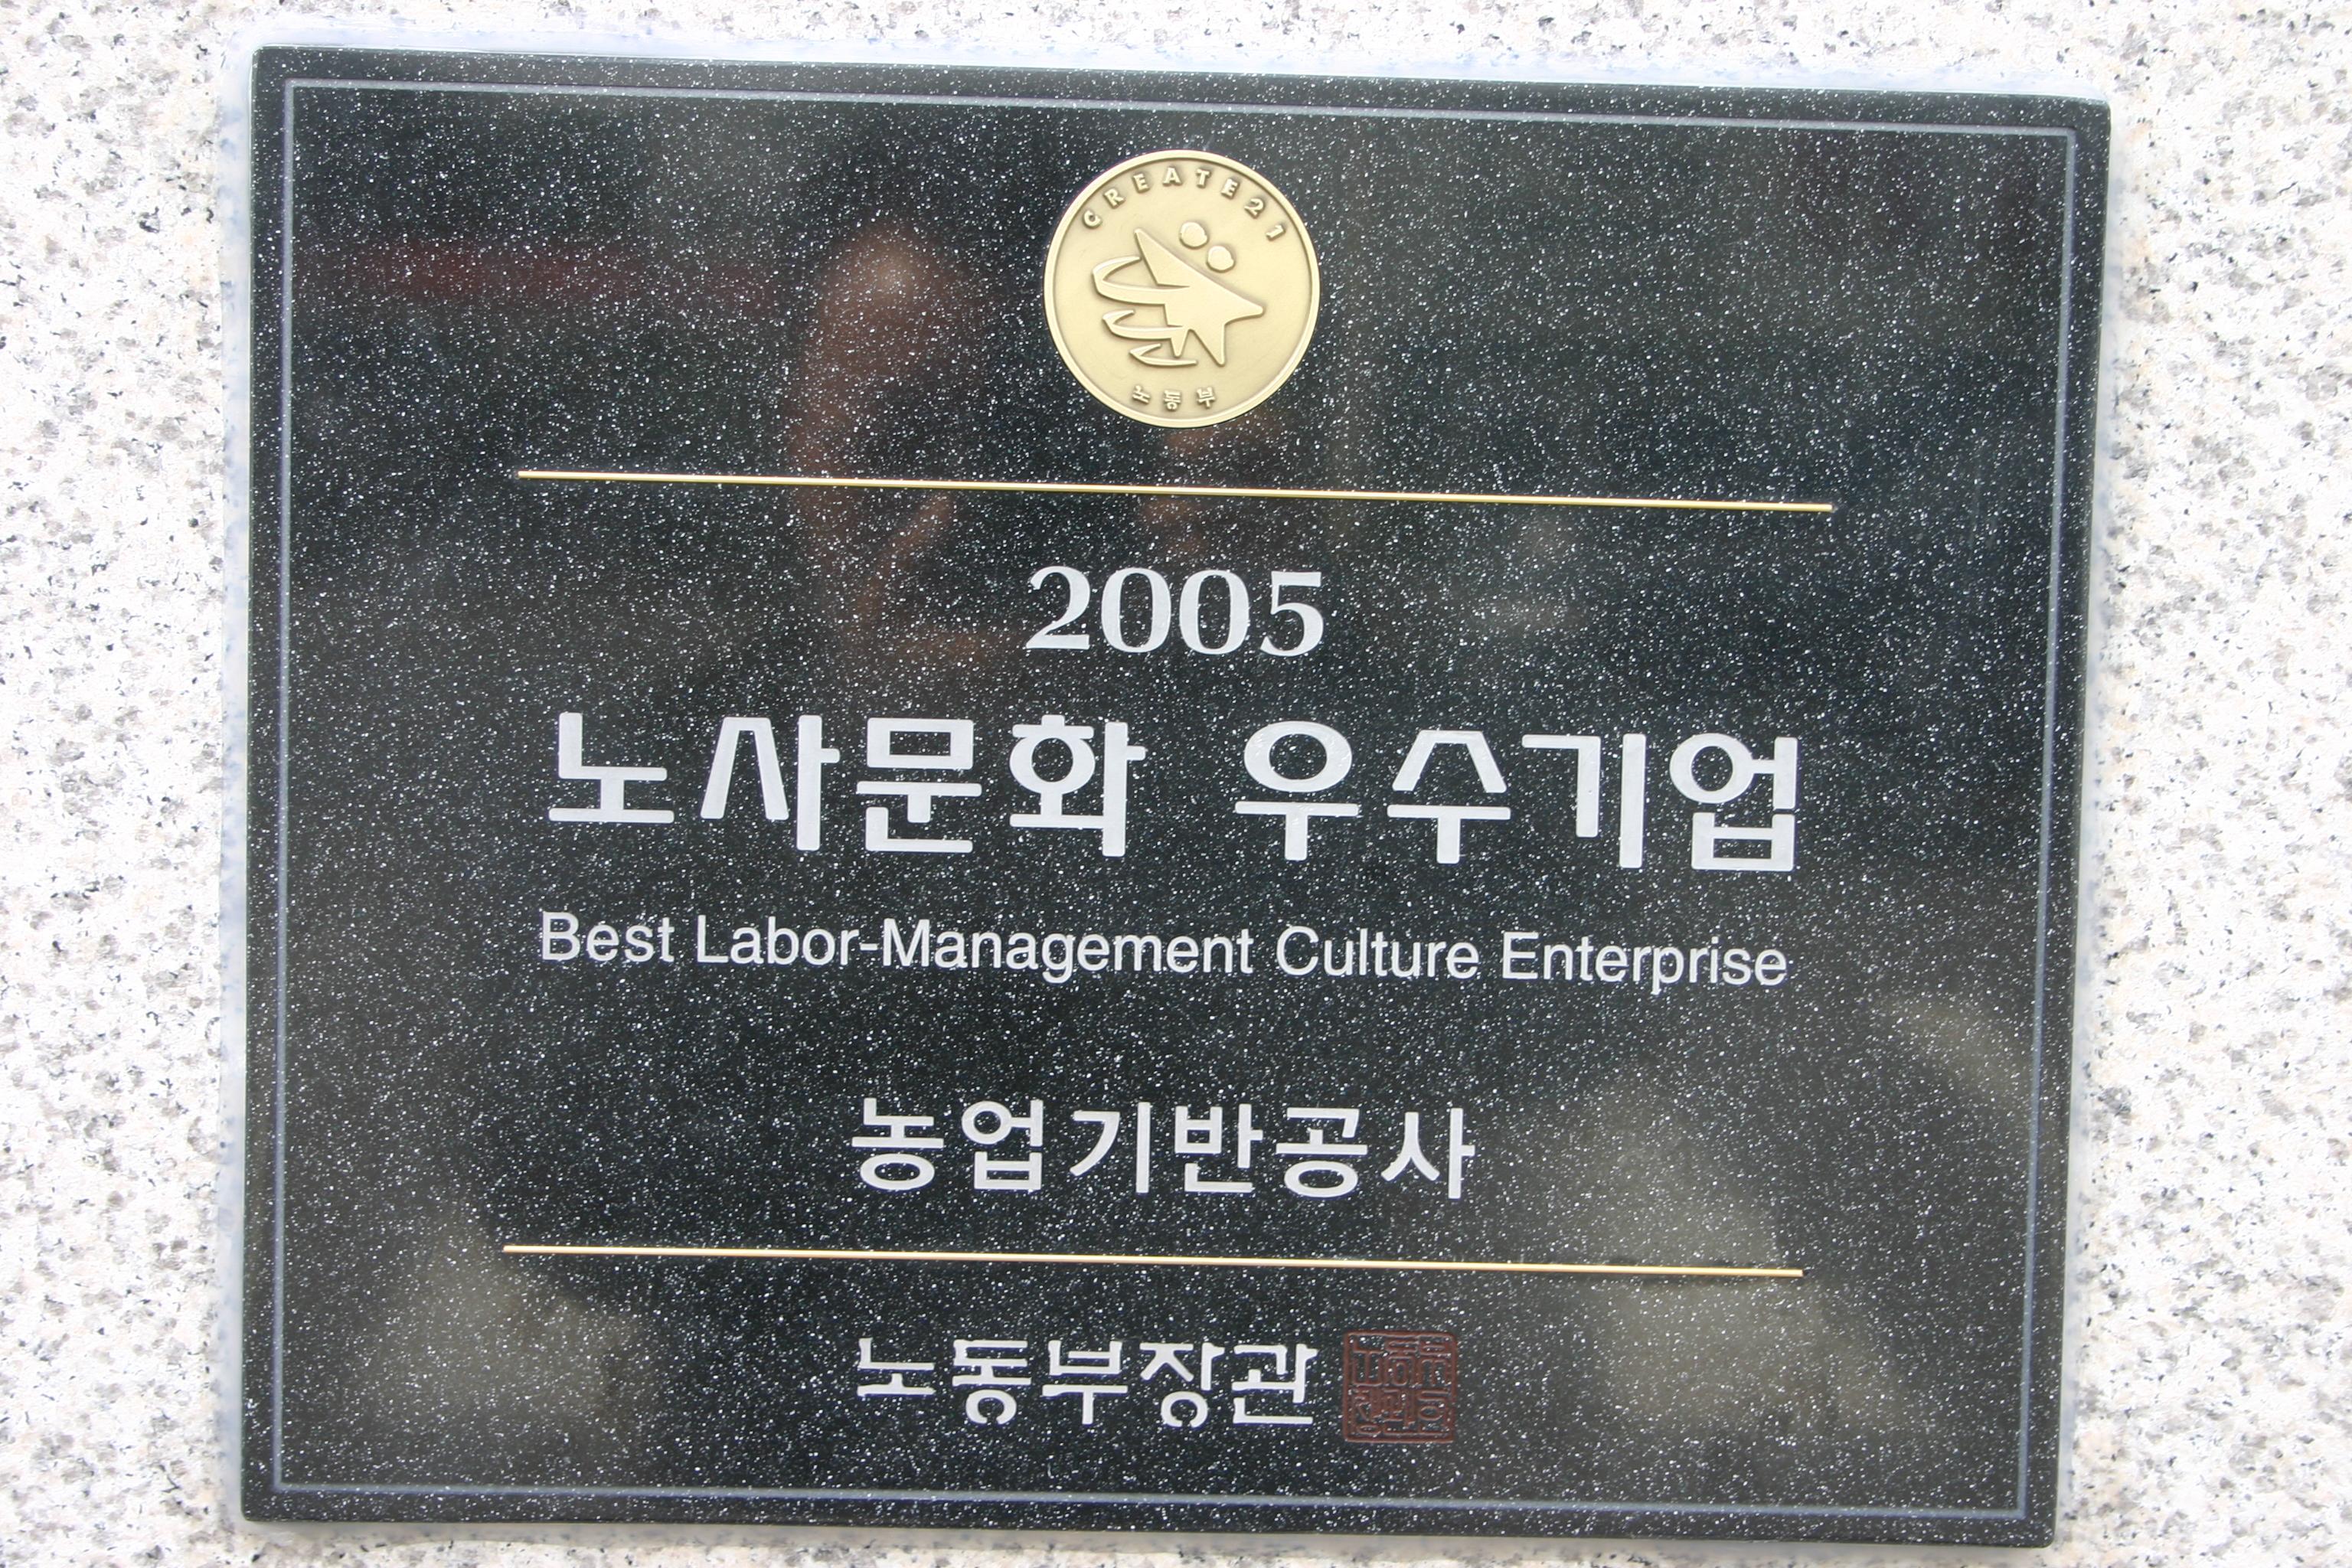 CREATE21
노동부
2005
노사문화 우수기업
Best Labor-Management Culture Enterprise
농업기반공사
노동부장관